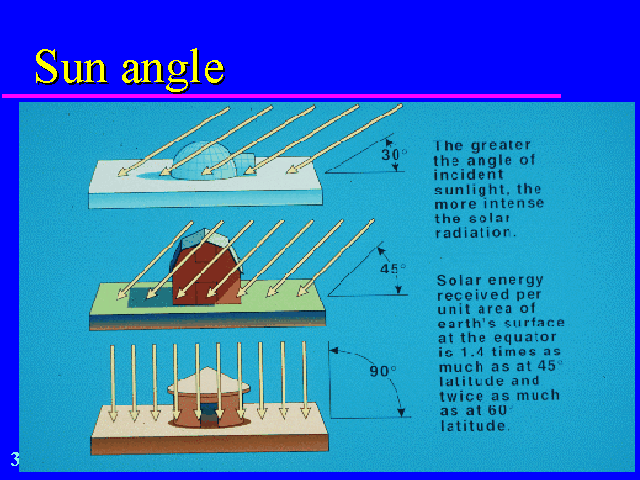 Sun angle
30°
The greater
the angle of
incident
sunlight, the
more intense
the solar
radiation.
45°
Solar energy
received per
unit area of
earth's surface
at the equator
is 1.4 times as
much as at 45°
latitude and
twice as much
as at 60°
latitude.
90°
3